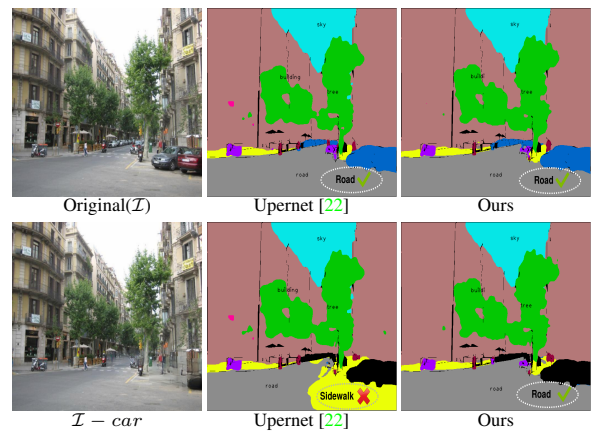 sky
sky
building
build
tree
tree
road
road
Road
Road
Original(I)
Upernet [22]
Ours
sky
sky
building
build
tree
tree
road
road
Sidewalk
Road
I − car
Upernet [22]
Ours